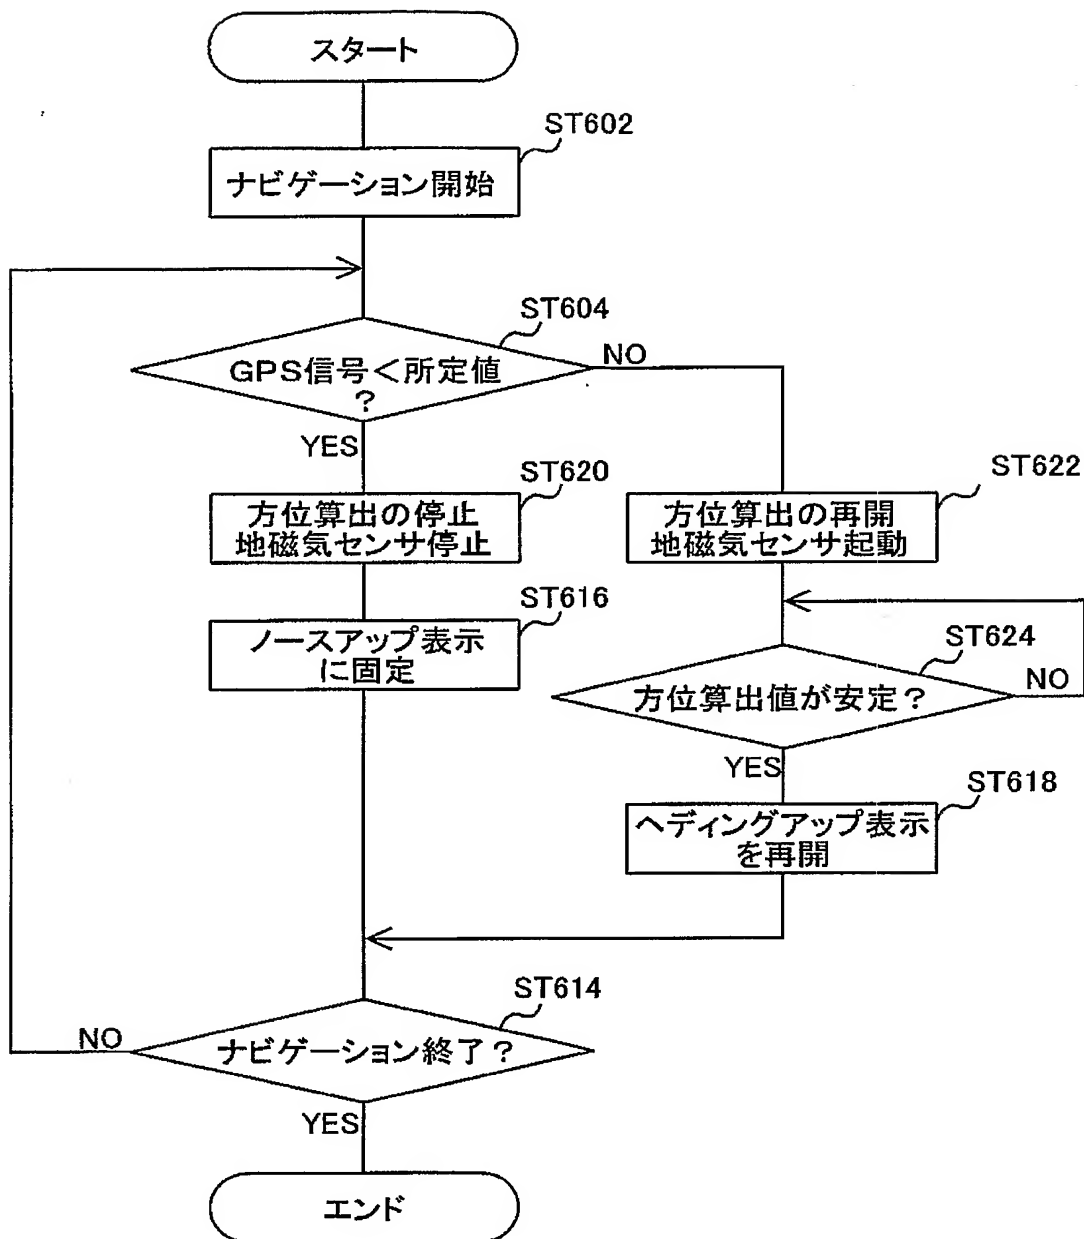 スタート
ST602
ナビゲーション開始
ST604
GPS信号<所定値
?
NO
YES
ST620
方位算出の停止
地磁気センサ停止
ST622
方位算出の再開
地磁気センサ起動
ST616
ノースアップ表示
に固定
ST624
方位算出値が安定?
NO
YES
ST618
ヘディングアップ表示
を再開
ST614
ナビゲーション終了?
NO
YES
エンド